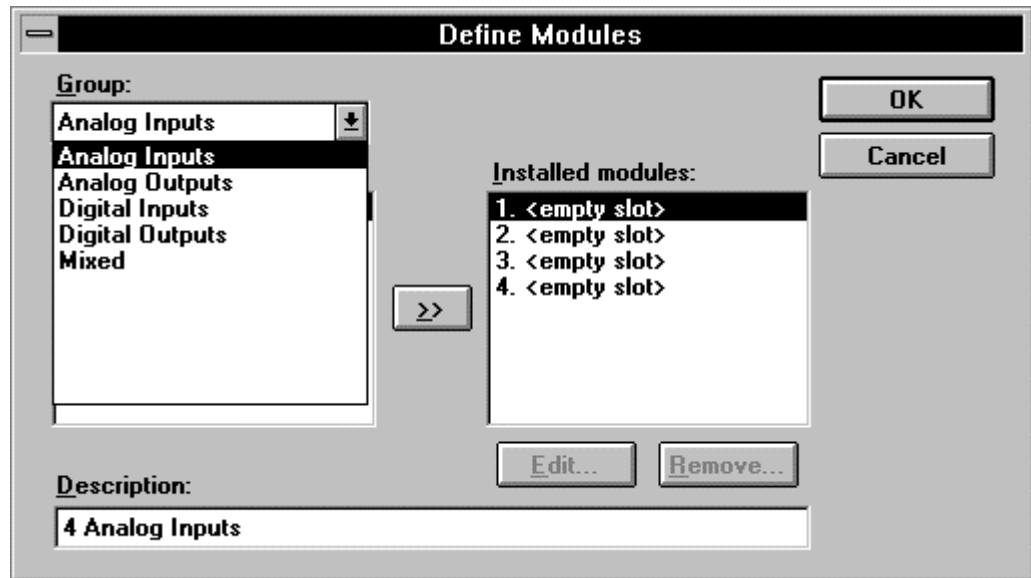 Define Modules
Group:
Analog Inputs
Analog Inputs
Analog Outputs
Digital Inputs
Digital Outputs
Mixed
>>
Installed modules:
1. <empty slot>
2. <empty slot>
3. <empty slot>
4. <empty slot>
OK
Cancel
Edit...
Remove...
Description:
4 Analog Inputs